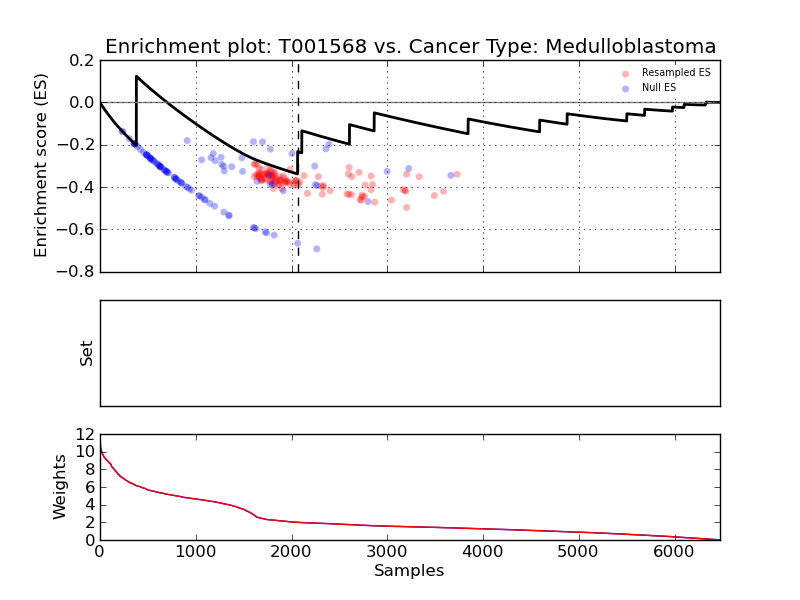 Enrichment plot: T001568 vs. Cancer Type: Medulloblastoma
Enrichment score (ES)
0.2
0.0
−0.2
−0.4
−0.6
−0.8
Resampled ES
Null ES
Set
Weights
12
10
8
6
4
2
0
0 1000 2000 3000 4000 5000 6000
Samples